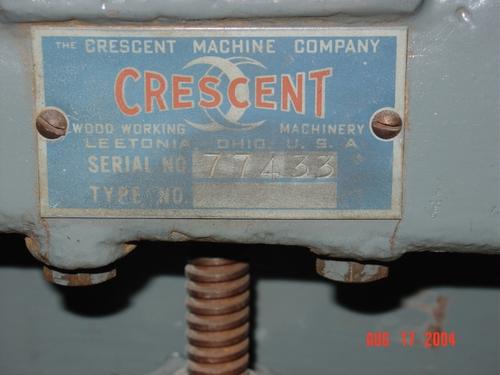 THE CRESCENT MACHINE COMPANY
CRESCENT
WOOD WORKING MACHINERY
LEETONIA, OHIO, U.S.A
SERIAL NO. 77433
TYPE NO.
AUG 17 2004